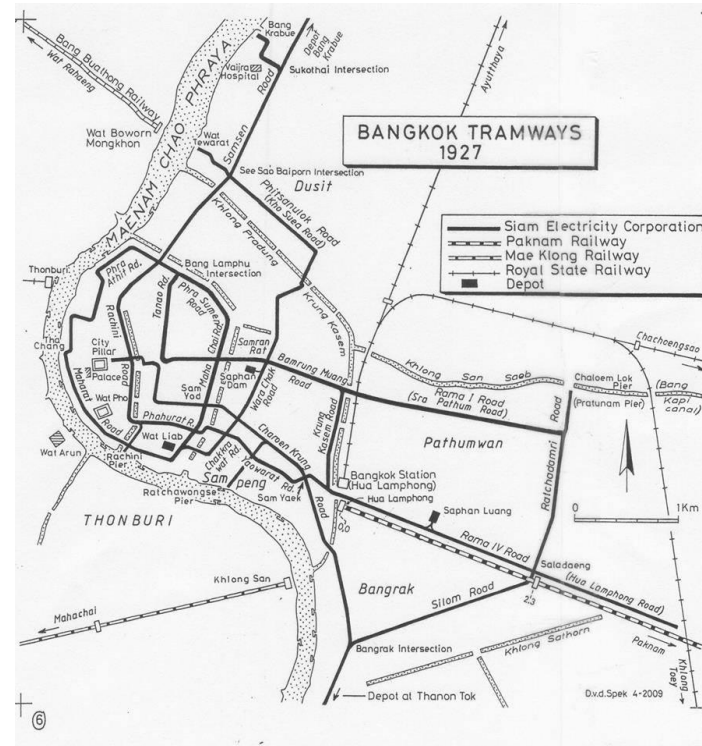 BANGKOK TRAMWAYS
1927
Siam Electricity Corporation
Paknam Railway
Mae Klong Railway
Royal State Railway
Depot
Bang
Krabue
Depot
Bang
Krabue
Vajra
Hospital
Sukothai Intersection
Bang Buathong Railway
Wat Rahaeng
Ayutthaya
MAENAM CHAO PHRAYA
Wat Boworn
Mongkhon
Wat
Tewarat
Samsen
Road
See Sao Baiporn Intersection
Dusit
Phitsanulok Road
(Kho Suea Road)
Khlong Pradung
Krung Kasem
Bang Lamphu
Intersection
Thonburi
Phra
Athit Rd.
Tanao Rd.
Phra Sumen
Road
Rachini
Road
Maha
Chai Rd.
Samran
Rat
Tha Chang
City
Pillar
Palace
Maharat
Road
Wat Pho
Sam
Yod
Saphan
Dam
Wara Chak
Road
Bamrung Muang
Road
Khlong San Saeb
Chaloem Lok
Pier
(Pratunam Pier)
(Bang
Kapi
canal)
Chachoengsao
Rama I Road
(Sra Pathum Road)
Phahurat R.
Wat Liab
Wat Arun
Rachini
Pier
Chakkra
wat Rd.
Yaowarat Rd.
Charoen Krung
Road
Krung
Kasem Road
Pathumwan
Ratchadamri
Road
Sam peng
Sam Yaek
Ratchawongse
Pier
Bangkok Station
(Hua Lamphong)
Hua Lamphong
0,0
Saphan Luang
0
1Km
THONBURI
Rama IV Road
Saladaeng
(Hua Lamphong Road)
2,3
Khlong San
Mahachai
Bangrak
Silom Road
Bangrak Intersection
Khlong Sathorn
Paknam
Khlong
Toey
Depot at Thanon Tok
D.v.d.Spek 4-2009
6